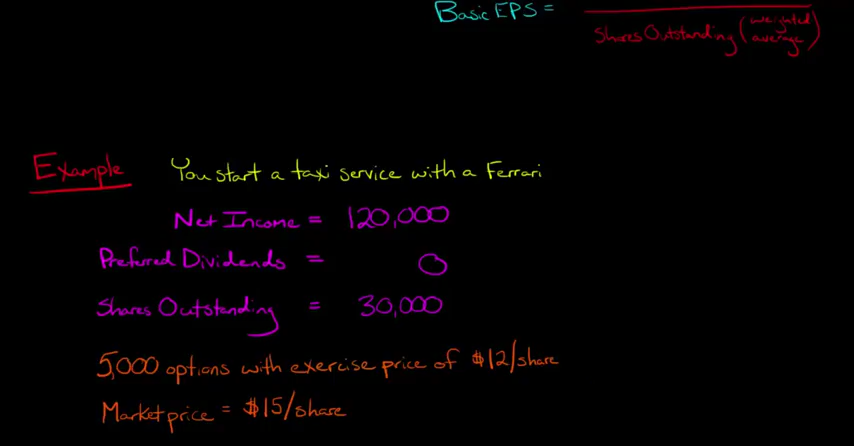 Basic EPS =
Shares Outstanding (weighted average)
Example You start a taxi service with a Ferrari
Net Income = 120,000
Preferred Dividends = 0
Shares Outstanding = 30,000
5,000 options with exercise price of $12/share
Market price = $15/share